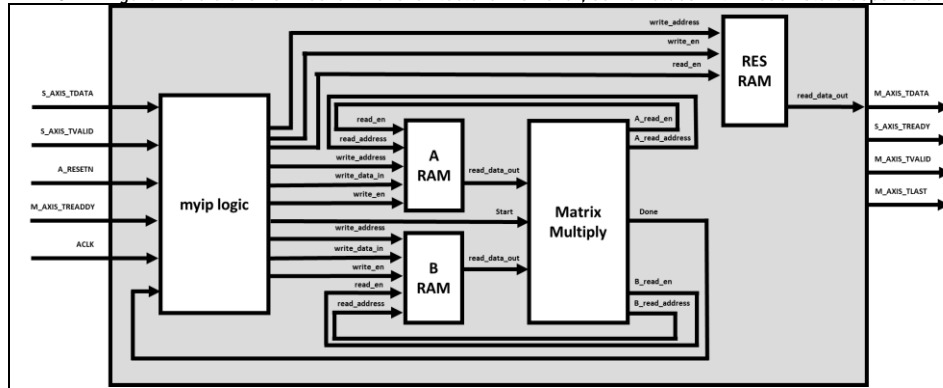 write_address
write_en
RES
RAM
read_en
S_AXIS_TDATA
read_data_out
M_AXIS_TDATA
read_en
A_read_en
S_AXIS_TVALID
read_address
A_read_address
S_AXIS_TREADY
A
RAM
write_address
A_RESETN
write_data_in
read_data_out
M_AXIS_TVALID
write_en
myip logic
M_AXIS_TREADDY
Start
Matrix
Multiply
Done
M_AXIS_TLAST
write_address
ACLK
write_data_in
B
RAM
read_data_out
write_en
read_en
B_read_en
read_address
B_read_address